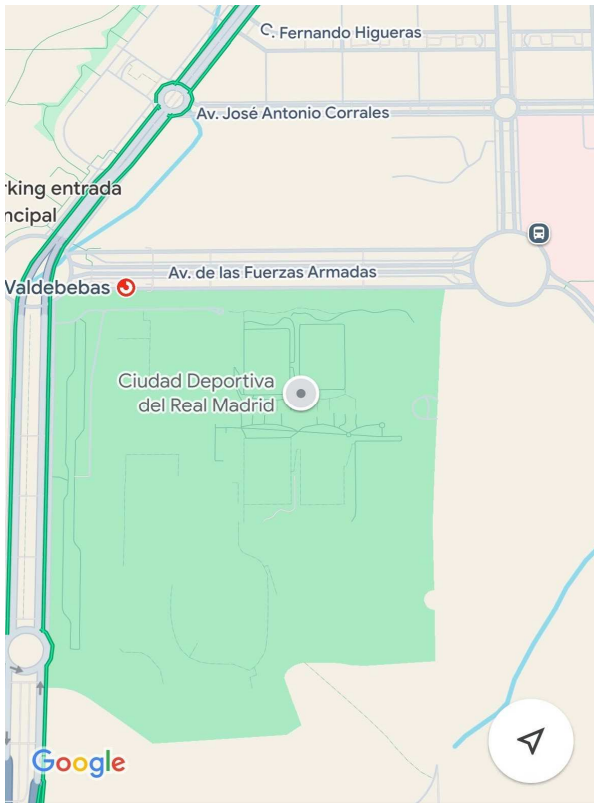 C. Fernando Higueras
Av. José Antonio Corrales
rking entrada
ncipal
Av. de las Fuerzas Armadas
Valdebebas
Ciudad Deportiva
del Real Madrid
Google